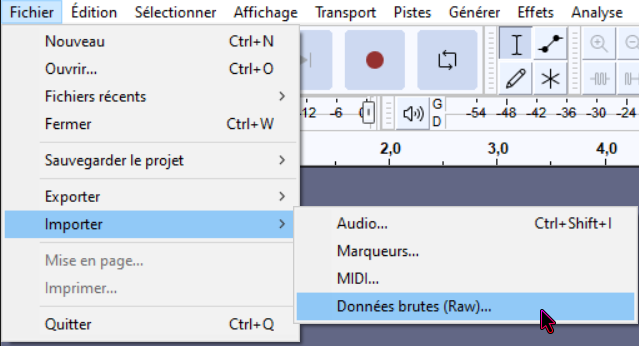 Fichier Édition Sélectionner Affichage Transport Pistes Générer Effets Analyse
Nouveau Ctrl+N
Ouvrir... Ctrl+O
Fichiers récents
Fermer Ctrl+W
Sauvegarder le projet
Exporter
Importer
Mise en page...
Imprimer...
Quitter Ctrl+Q
-12 -6 0
G
D
-54 -48 -42 -36 -30 -24
2,0 3,0 4,0
Audio... Ctrl+Shift+I
Marqueurs...
MIDI...
Données brutes (Raw)...